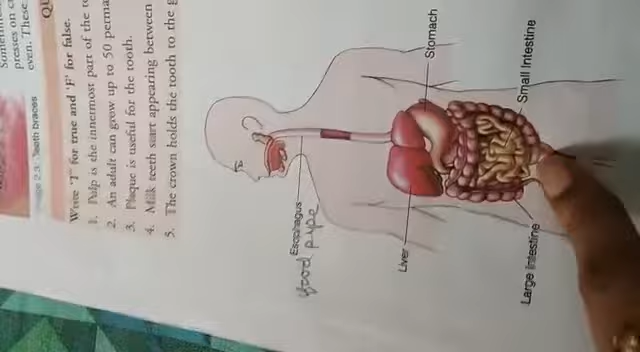 presses on
even. These
Teeth braces
QU
Write 'T' for true and 'F' for false.
1. Pulp is the innermost part of the
2. An adult can grow up to 50 perma
3. Plaque is useful for the tooth.
4. Milk teeth start appearing between
5. The crown holds the tooth to the g
Stomach
Small Intestine
Esophagus
food pipe
Liver
Large Intestine